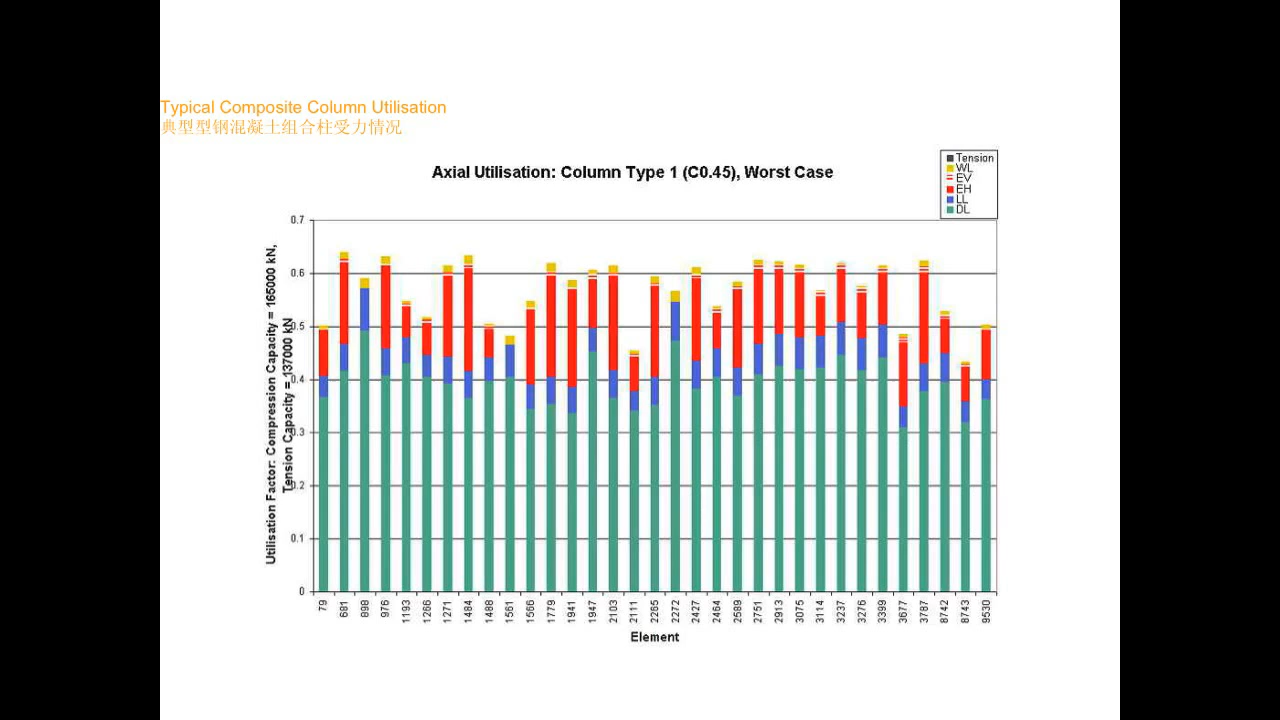 Typical Composite Column Utilisation
典型型钢混凝土组合柱受力情况
Axial Utilisation: Column Type 1 (C0.45), Worst Case
Tension
WL
EV
EH
LL
DL
Utilisation Factor: Compression Capacity = 165000 kN,
Tension Capacity = 137000 kN
0.7
0.6
0.5
0.4
0.3
0.2
0.1
0
79 681 898 976 1193 1266 1271 1484 1488 1561 1566 1779 1941 1947 2103 2111 2265 2272 2427 2464 2589 2751 2913 3075 3114 3237 3276 3399 3677 3787 8742 8743 9530
Element